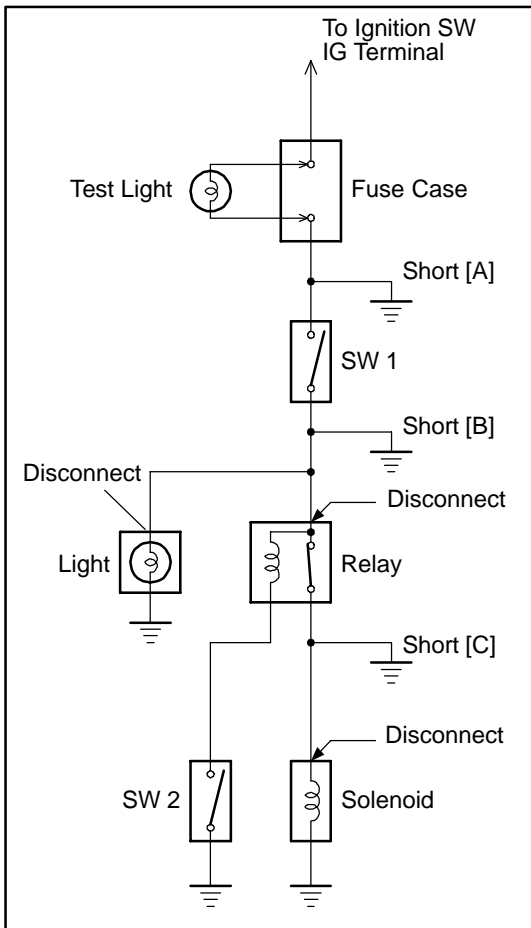 To Ignition SW
IG Terminal
Test Light
Fuse Case
Short [A]
SW 1
Short [B]
Disconnect
Disconnect
Light
Relay
Short [C]
Disconnect
SW 2
Solenoid